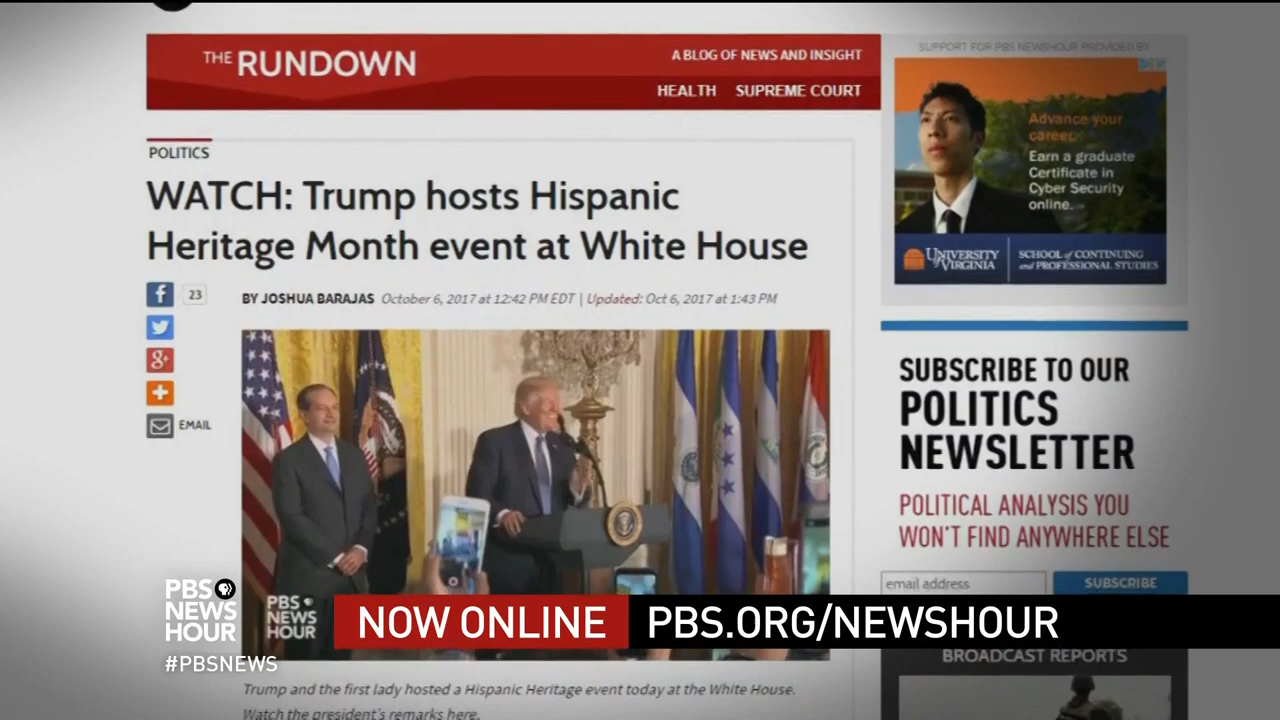 THE RUNDOWN
A BLOG OF NEWS AND INSIGHT
HEALTH SUPREME COURT
POLITICS
WATCH: Trump hosts Hispanic
Heritage Month event at White House
23
BY JOSHUA BARAJAS October 6, 2017 at 12:42 PM EDT | Updated: Oct 6, 2017 at 1:43 PM
EMAIL
SUPPORT FOR PBS NEWSHOUR PROVIDED BY
Advance your
career.
Earn a graduate
Certificate in
Cyber Security
online.
UNIVERSITY
of VIRGINIA
SCHOOL of CONTINUING
and PROFESSIONAL STUDIES
SUBSCRIBE TO OUR
POLITICS
NEWSLETTER
POLITICAL ANALYSIS YOU
WON'T FIND ANYWHERE ELSE
email address
SUBSCRIBE
PBS
NEWS
HOUR
#PBSNEWS
PBS
NEWS
HOUR
NOW ONLINE
PBS.ORG/NEWSHOUR
BROADCAST REPORTS
Trump and the first lady hosted a Hispanic Heritage event today at the White House.
Watch the president's remarks here.